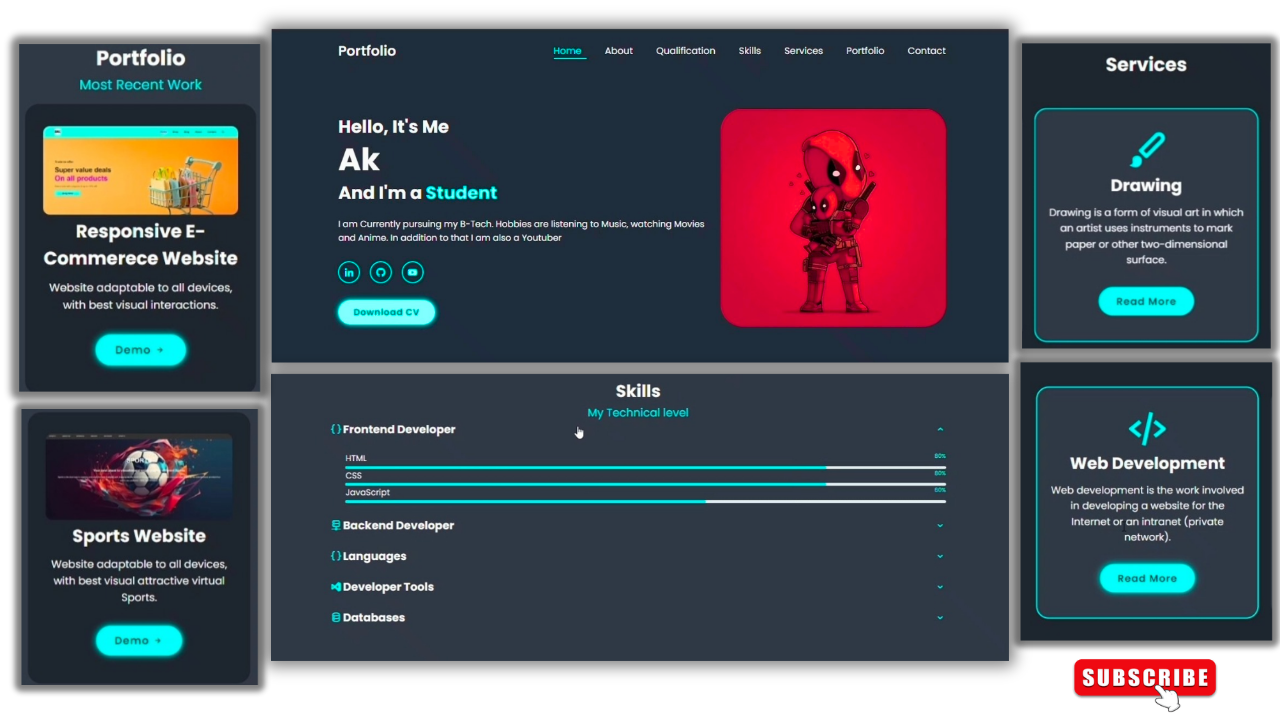 Portfolio
Most Recent Work
Super value deals
On all products
Responsive E-
Commerece Website
Website adaptable to all devices,
with best visual interactions.
Demo →
Sports Website
Website adaptable to all devices,
with best visual attractive virtual
Sports.
Demo →
Portfolio
Home About Qualification Skills Services Portfolio Contact
Hello, It's Me
Ak
And I'm a Student
I am Currently pursuing my B-Tech. Hobbies are listening to Music, watching Movies
and Anime. In addition to that I am also a Youtuber
in
Download CV
Skills
My Technical level
{} Frontend Developer
HTML 80%
CSS 80%
JavaScript 60%
Backend Developer
{} Languages
Developer Tools
Databases
Services
Drawing
Drawing is a form of visual art in which
an artist uses instruments to mark
paper or other two-dimensional
surface.
Read More
</>
Web Development
Web development is the work involved
in developing a website for the
Internet or an intranet (private
network).
Read More
SUBSCRIBE